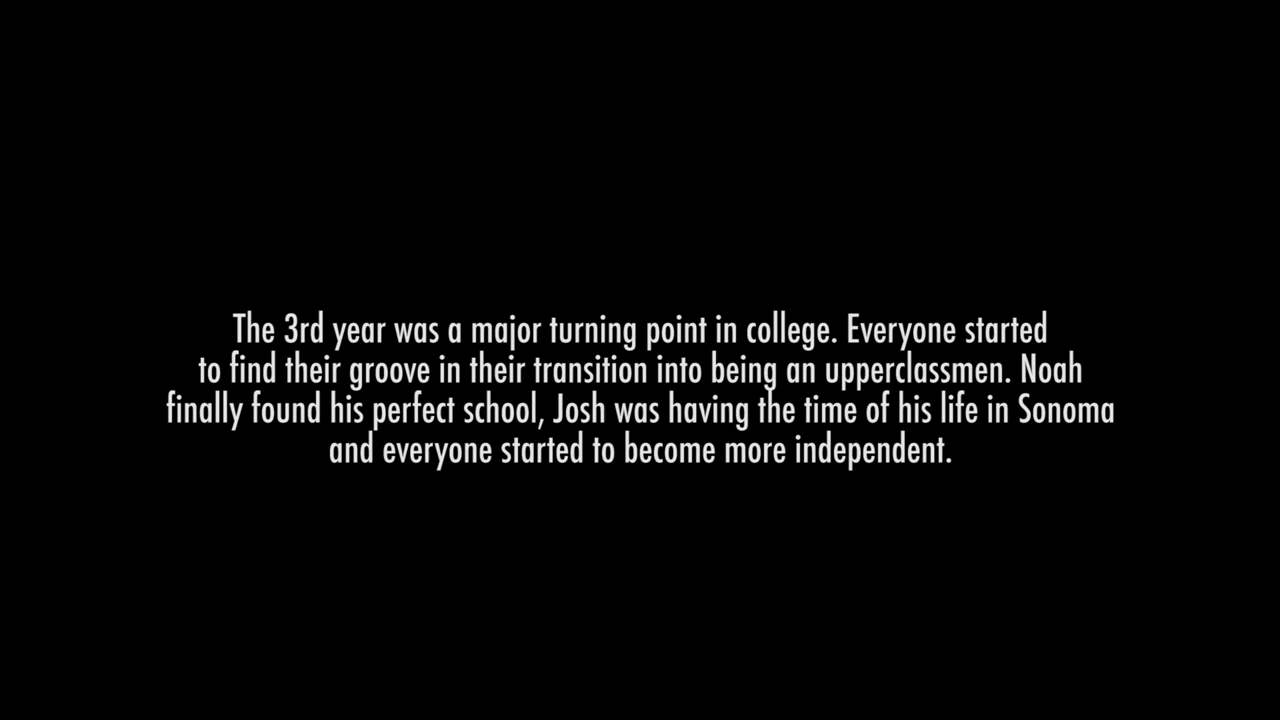 The 3rd year was a major turning point in college. Everyone started
to find their groove in their transition into being an upperclassmen. Noah
finally found his perfect school, Josh was having the time of his life in Sonoma
and everyone started to become more independent.